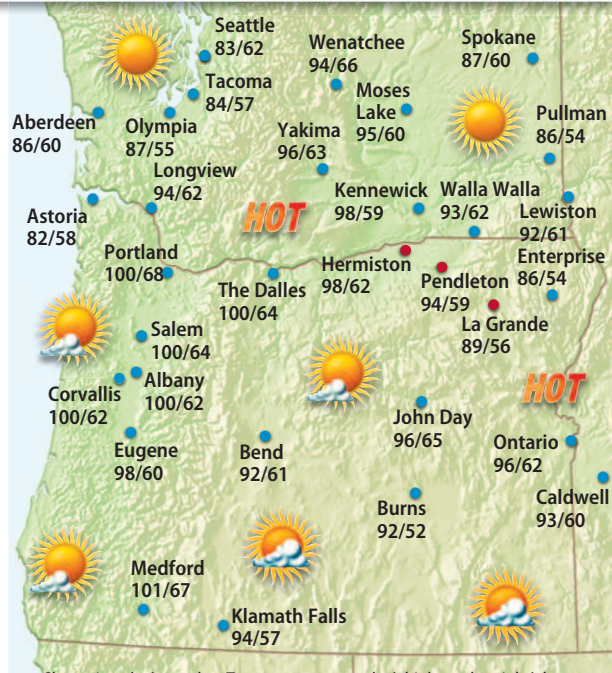 Seattle
83/62
Wenatchee
94/66
Spokane
87/60
Tacoma
84/57
Moses
Lake
95/60
Aberdeen
86/60
Olympia
87/55
Yakima
96/63
Pullman
86/54
Longview
94/62
Kennewick
98/59
Walla Walla
93/62
Lewiston
92/61
Astoria
82/58
HOT
Portland
100/68
The Dalles
100/64
Hermiston
98/62
Pendleton
94/59
Enterprise
86/54
La Grande
89/56
Salem
100/64
Corvallis
100/62
Albany
100/62
HOT
John Day
96/65
Eugene
98/60
Bend
92/61
Ontario
96/62
Caldwell
93/60
Burns
92/52
Medford
101/67
Klamath Falls
94/57